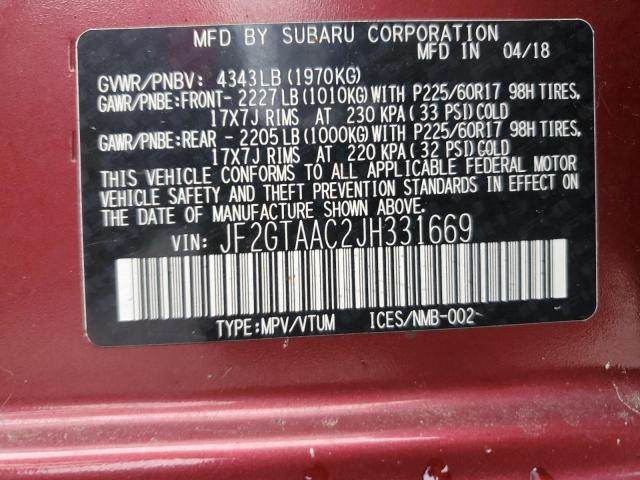 MFD BY SUBARU CORPORATION
MFD IN 04/18
GVWR/PNBV: 4343LB (1970KG)
GAWR/PNBE:FRONT- 2227LB (1010KG) WITH P225/60R17 98H TIRES,
17X7J RIMS AT 230 KPA (33 PSI) COLD
GAWR/PNBE:REAR - 2205LB (1000KG) WITH P225/60R17 98H TIRES,
17X7J RIMS AT 220 KPA (32 PSI) COLD
THIS VEHICLE CONFORMS TO ALL APPLICABLE FEDERAL MOTOR
VEHICLE SAFETY AND THEFT PREVENTION STANDARDS IN EFFECT ON
THE DATE OF MANUFACTURE SHOWN ABOVE.
VIN: JF2GTAAC2JH331669
TYPE:MPV/VTUM ICES/NMB-002